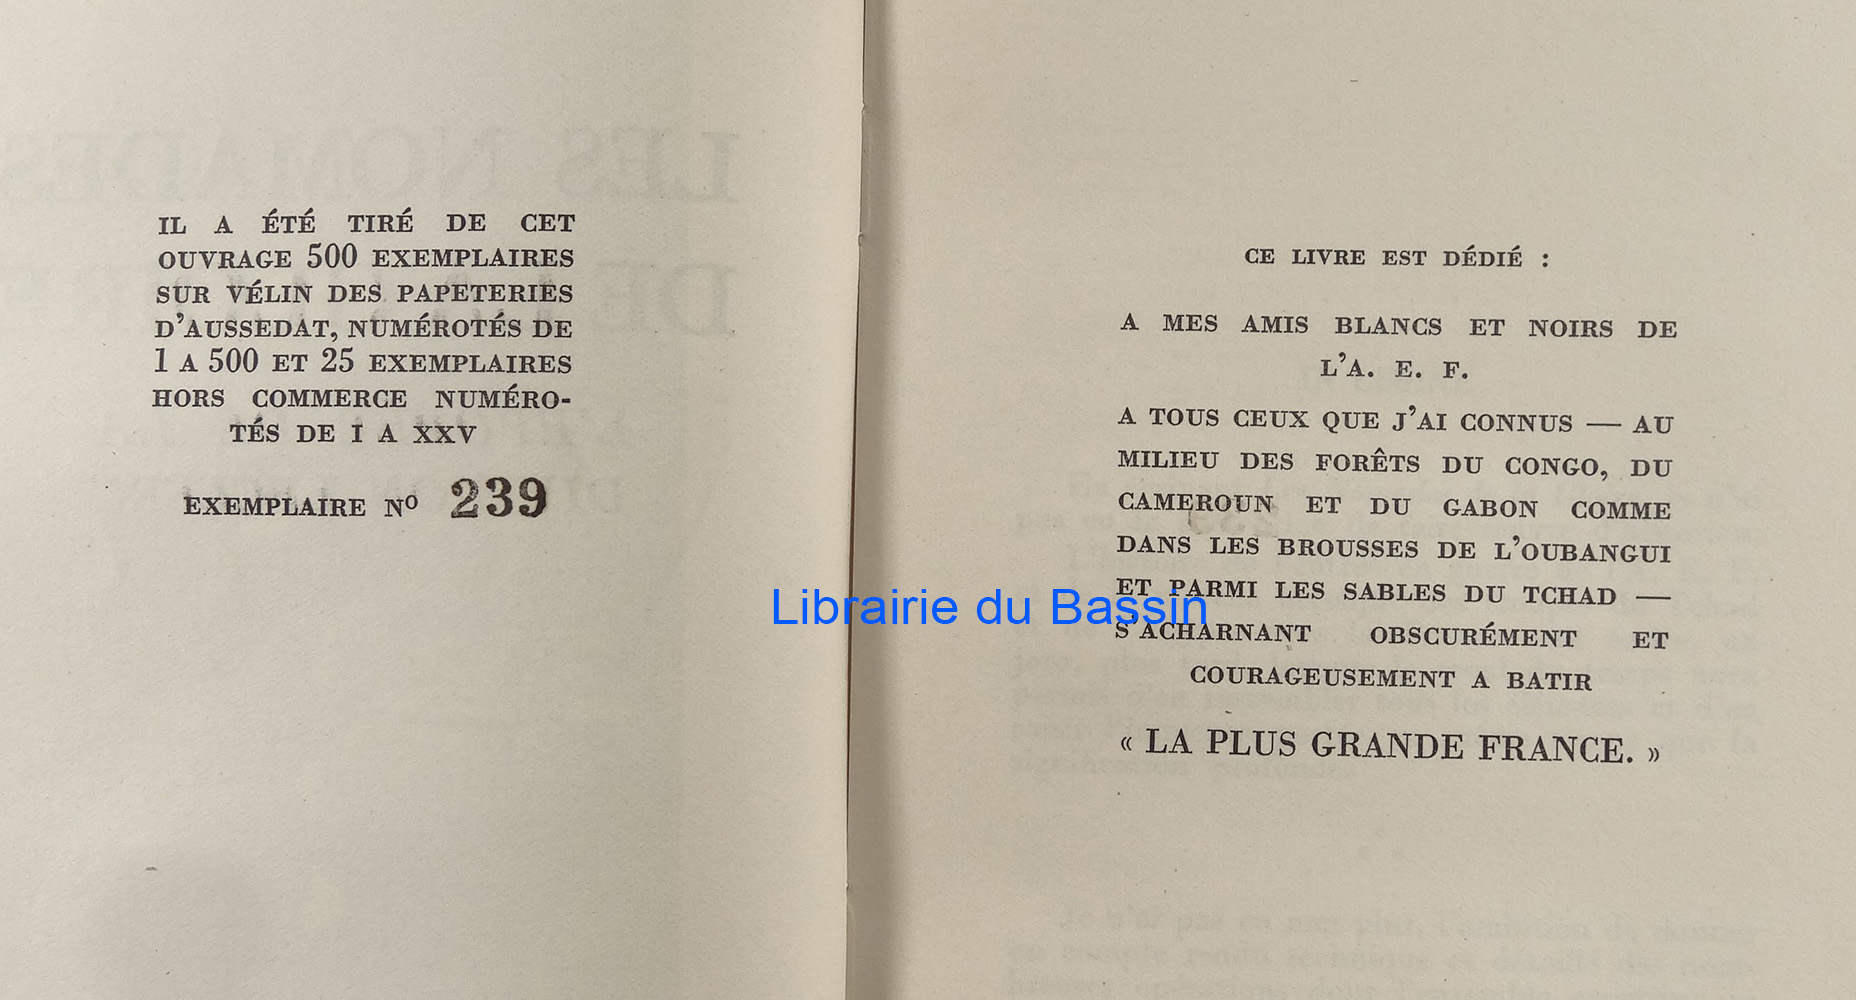 IL A ÉTÉ TIRÉ DE CET
OUVRAGE 500 EXEMPLAIRES
SUR VÉLIN DES PAPETERIES
D'AUSSEDAT, NUMÉROTÉS DE
1 A 500 ET 25 EXEMPLAIRES
HORS COMMERCE NUMÉRO-
TÉS DE I A XXV
EXEMPLAIRE Nº 239
CE LIVRE EST DÉDIÉ :
A MES AMIS BLANCS ET NOIRS DE
L'A. E. F.
A TOUS CEUX QUE J'AI CONNUS — AU
MILIEU DES FORÊTS DU CONGO, DU
CAMEROUN ET DU GABON COMME
DANS LES BROUSSES DE L'OUBANGUI
ET PARMI LES SABLES DU TCHAD —
S'ACHARNANT OBSCURÉMENT ET
COURAGEUSEMENT A BATIR
« LA PLUS GRANDE FRANCE. »
Librairie du Bassin
LES NOMADES
DE